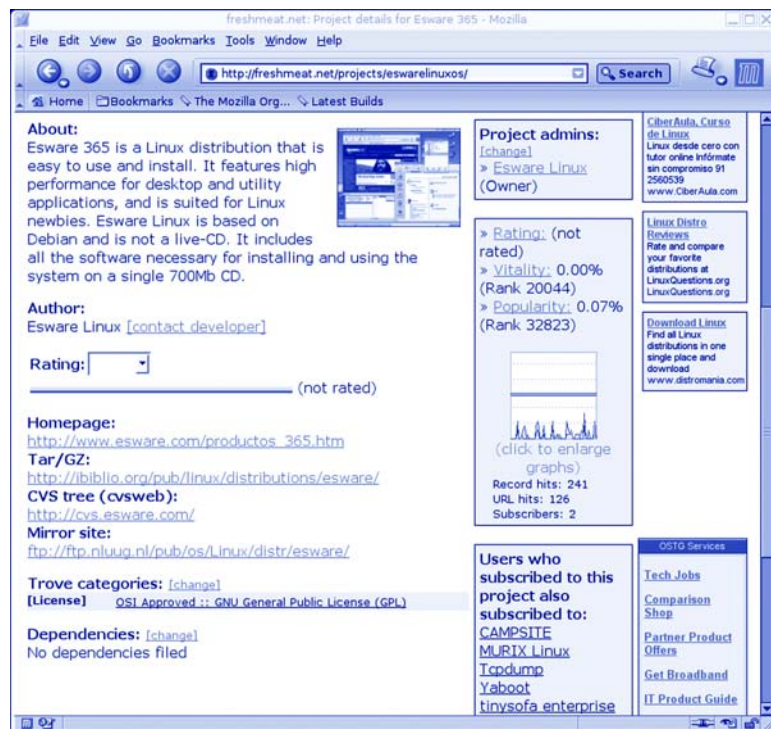 freshmeat.net: Project details for Esware 365 - Mozilla
File Edit View Go Bookmarks Tools Window Help
http://freshmeat.net/projects/eswarelinuxos/
Search
Home Bookmarks The Mozilla Org... Latest Builds
About:
Esware 365 is a Linux distribution that is
easy to use and install. It features high
performance for desktop and utility
applications, and is suited for Linux
newbies. Esware Linux is based on
Debian and is not a live-CD. It includes
all the software necessary for installing and using the
system on a single 700Mb CD.
Author:
Esware Linux [contact developer]
Rating:
(not rated)
Homepage:
http://www.esware.com/productos_365.htm
Tar/GZ:
http://ibiblio.org/pub/linux/distributions/esware/
CVS tree (cvsweb):
http://cvs.esware.com/
Mirror site:
ftp://ftp.nluug.nl/pub/os/Linux/distr/esware/
Trove categories: [change]
[License] OSI Approved :: GNU General Public License (GPL)
Dependencies: [change]
No dependencies filed
Project admins:
[change]
» Esware Linux
(Owner)
» Rating: (not
rated)
» Vitality: 0.00%
(Rank 20044)
» Popularity: 0.07%
(Rank 32823)
(click to enlarge
graphs)
Record hits: 241
URL hits: 126
Subscribers: 2
Users who
subscribed to this
project also
subscribed to:
CAMPSITE
MURIX Linux
Tcpdump
Yaboot
tinysofa enterprise
CiberAula, Curso
de Linux
Linux desde cero con
tutor online Infórmate
sin compromiso 91
2560539
www.CiberAula.com
Linux Distro
Reviews
Rate and compare
your favorite
distributions at
LinuxQuestions.org
LinuxQuestions.org
Download Linux
Find all Linux
distributions in one
single place and
download
www.distromania.com
OSTG Services
Tech Jobs
Comparison
Shop
Partner Product
Offers
Get Broadband
IT Product Guide